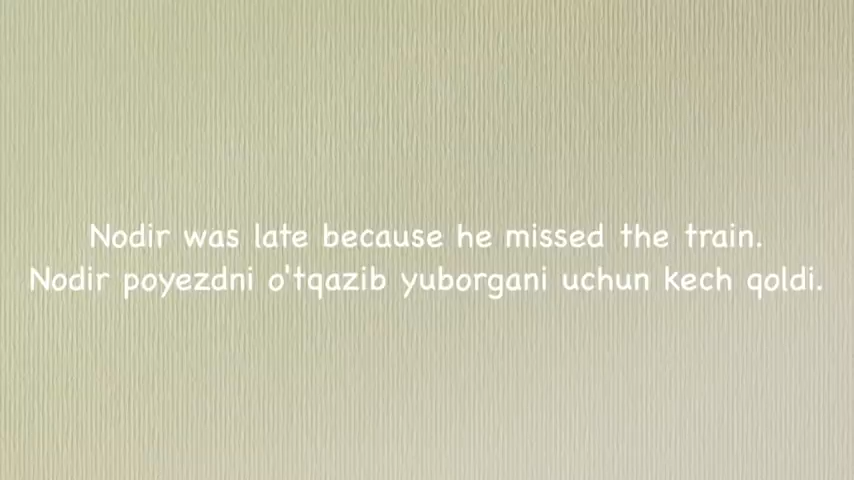 Nodir was late because he missed the train.
Nodir poyezdni o'tqazib yuborgani uchun kech qoldi.